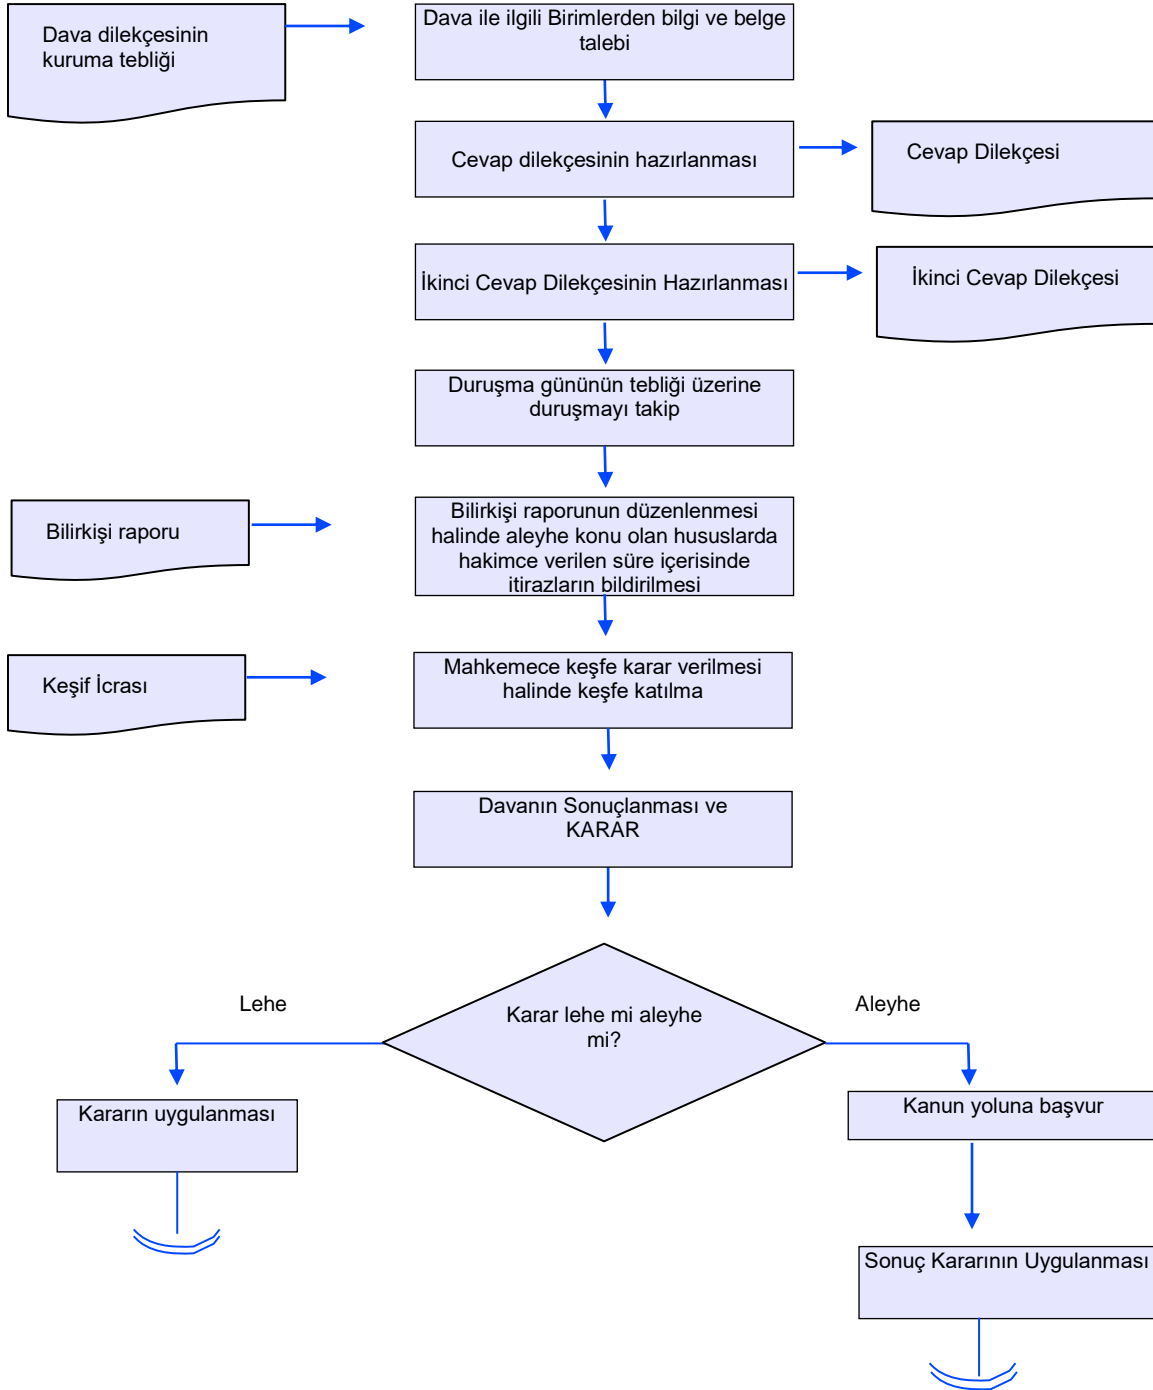 Dava dilekçesinin
kuruma tebliği
Dava ile ilgili Birimlerden bilgi ve belge
talebi
Cevap dilekçesinin hazırlanması
Cevap Dilekçesi
İkinci Cevap Dilekçesinin Hazırlanması
İkinci Cevap Dilekçesi
Duruşma gününün tebliği üzerine
duruşmayı takip
Bilirkişi raporu
Bilirkişi raporunun düzenlenmesi
halinde aleyhe konu olan hususlarda
hakimce verilen süre içerisinde
itirazların bildirilmesi
Keşif İcrası
Mahkemece keşfe karar verilmesi
halinde keşfe katılma
Davanın Sonuçlanması ve
KARAR
Lehe
Karar lehe mi aleyhe
mi?
Aleyhe
Kararın uygulanması
Kanun yoluna başvur
Sonuç Kararının Uygulanması